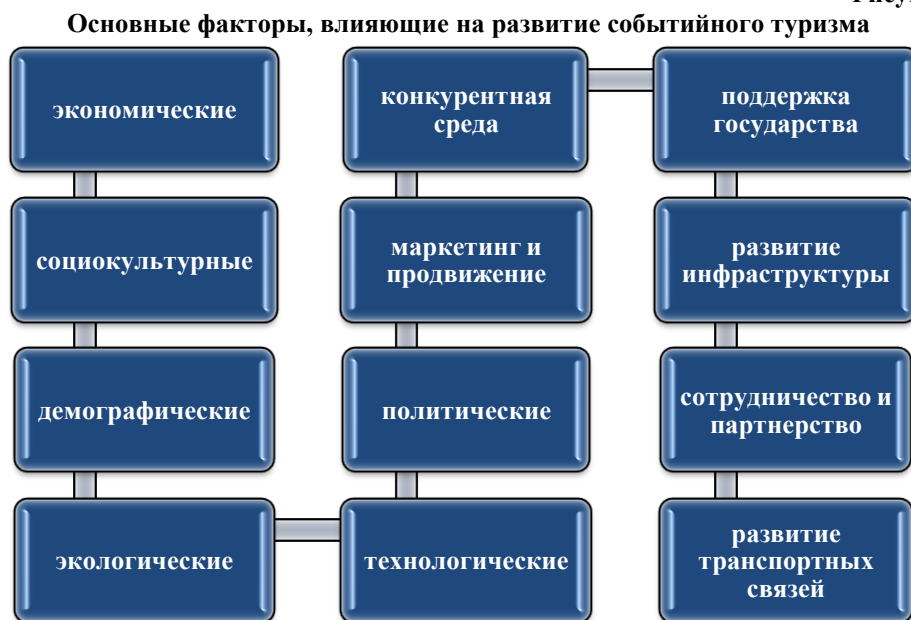 Основные факторы, влияющие на развитие событийного туризма
экономические
социокультурные
демографические
экологические
технологические
политические
маркетинг и
продвижение
конкурентная
среда
поддержка
государства
развитие
инфраструктуры
сотрудничество и
партнерство
развитие
транспортных
связей